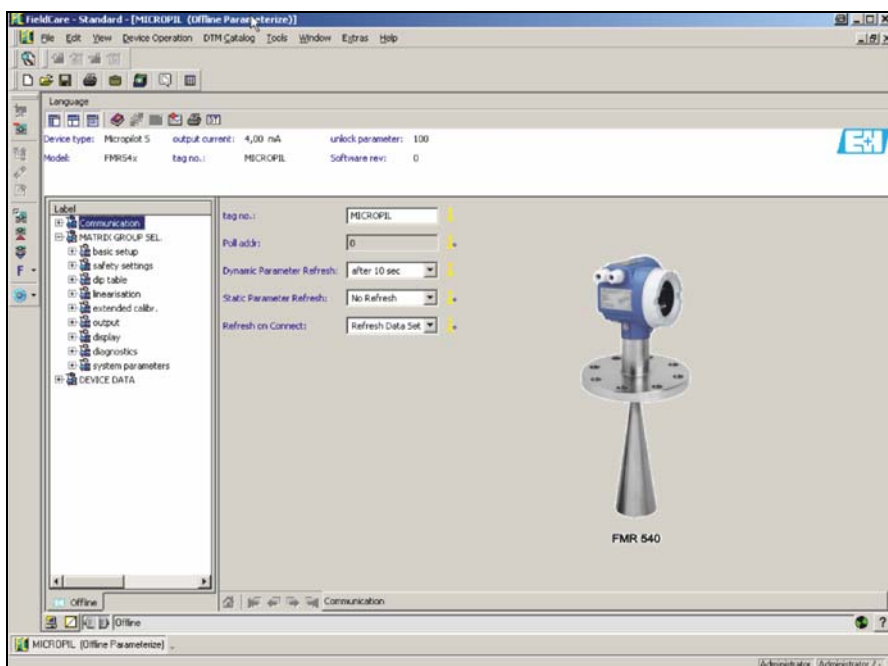 FieldCare - Standard - [MICROPIL (Offline Parameterize)]
File Edit View Device Operation DTM Catalog Tools Window Extras Help
Language
Device type: Micropilot S output current: 4,00 mA unlock parameter: 100
Model: FMR54x tag no.: MICROPIL Software rev: 0
E+H
Label
Communication
MATRIX GROUP SEL.
basic setup
safety settings
dip table
linearisation
extended calibr.
output
display
diagnostics
system parameters
DEVICE DATA
tag no.: MICROPIL
Poll addr: 0
Dynamic Parameter Refresh: after 10 sec
Static Parameter Refresh: No Refresh
Refresh on Connect: Refresh Data Set
FMR 540
F
Offline
Communication
Offline
MICROPIL (Offline Parameterize)
Administrator Administrator